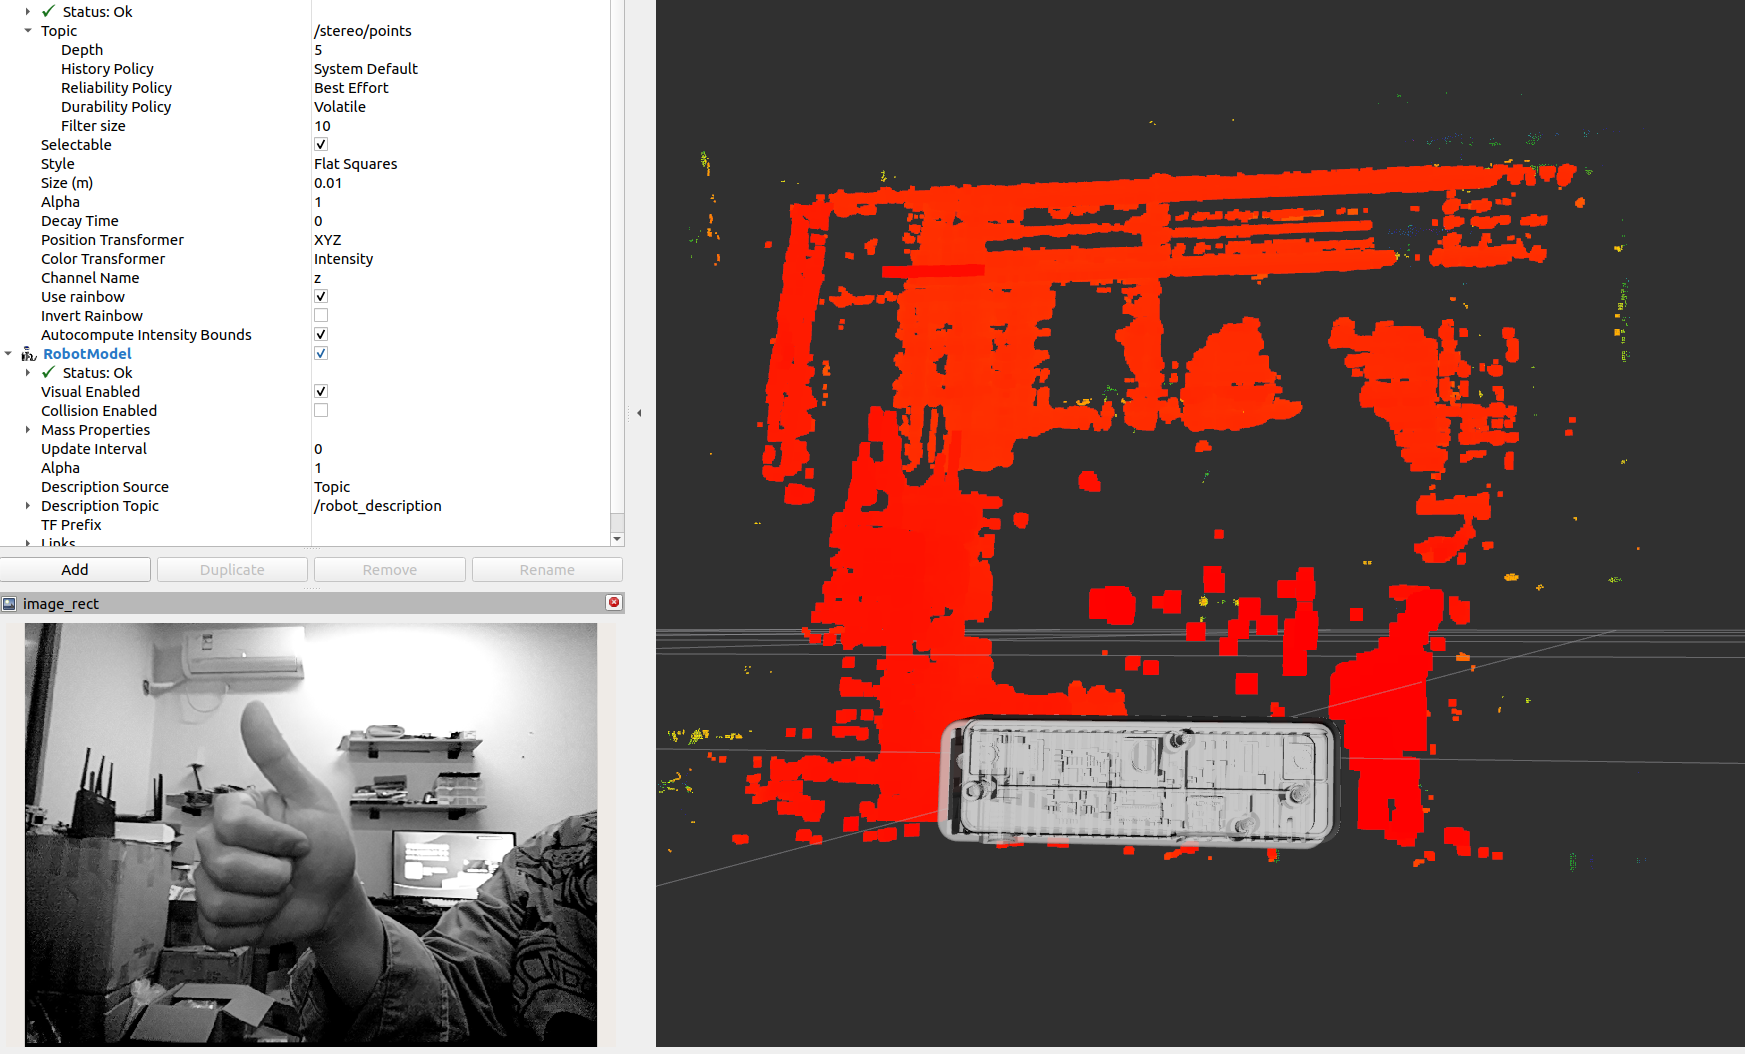 Status: Ok
Topic /stereo/points
Depth 5
History Policy System Default
Reliability Policy Best Effort
Durability Policy Volatile
Filter size 10
Selectable
Style Flat Squares
Size (m) 0.01
Alpha 1
Decay Time 0
Position Transformer XYZ
Color Transformer Intensity
Channel Name z
Use rainbow
Invert Rainbow
Autocompute Intensity Bounds
RobotModel
Status: Ok
Visual Enabled
Collision Enabled
Mass Properties
Update Interval 0
Alpha 1
Description Source Topic
Description Topic /robot_description
TF Prefix
Links
Add Duplicate Remove Rename
image_rect